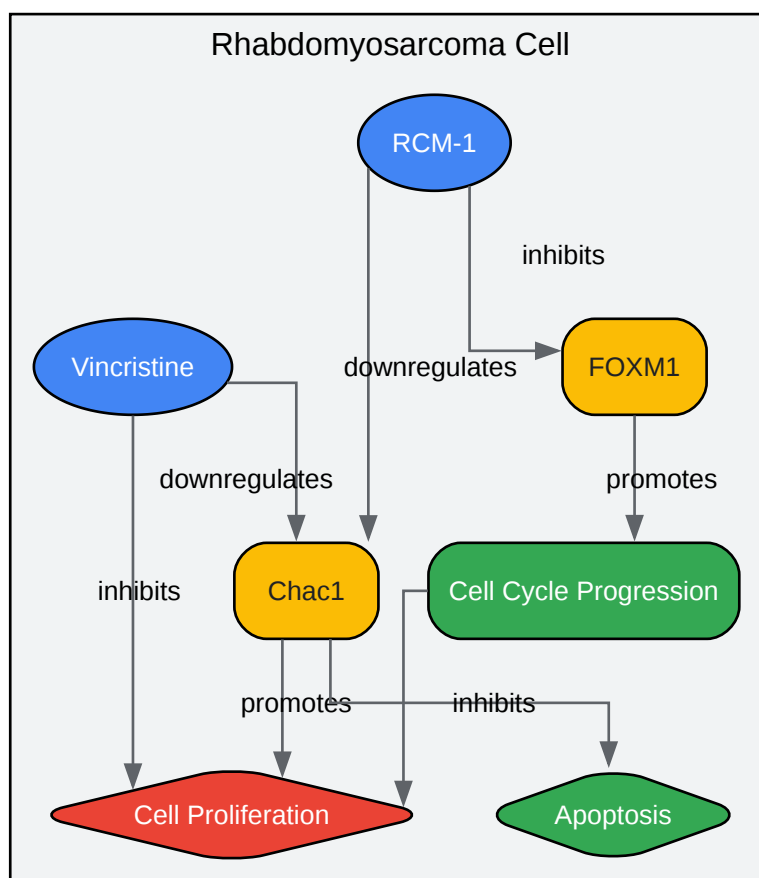 Rhabdomyosarcoma Cell
RCM-1
inhibits
Vincristine
downregulates
FOXM1
downregulates
promotes
inhibits
Chac1
Cell Cycle Progression
promotes
inhibits
Cell Proliferation
Apoptosis